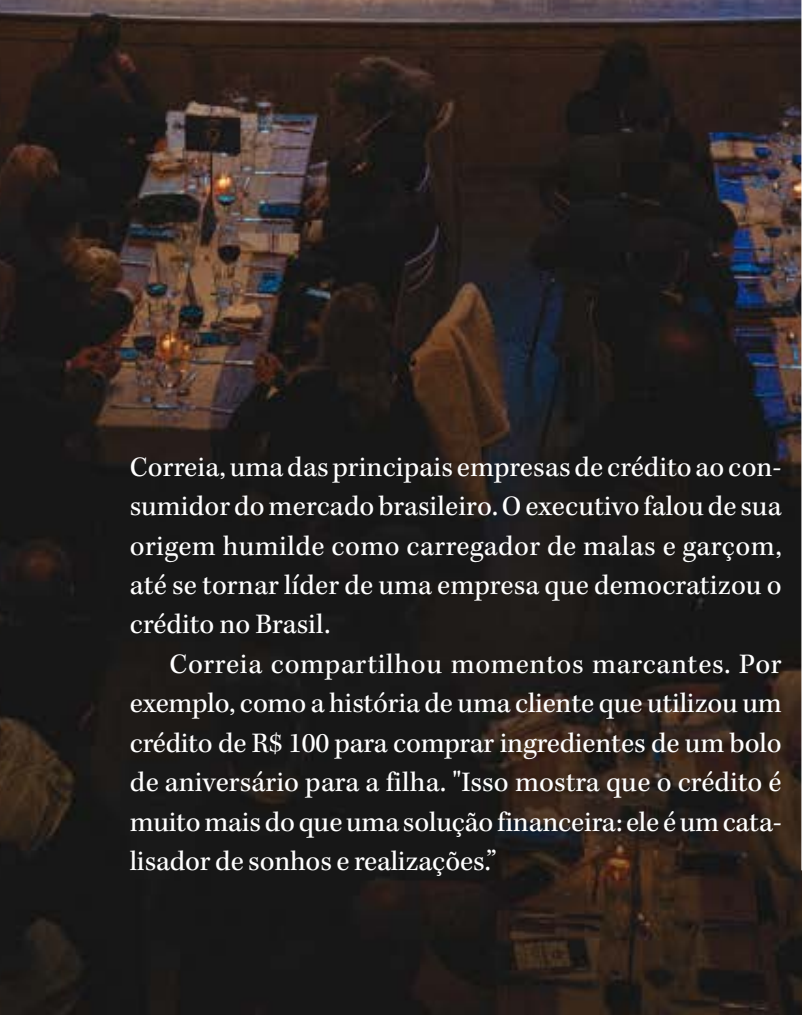 Correia, uma das principais empresas de crédito ao con-
sumidor do mercado brasileiro. O executivo falou de sua
origem humilde como carregador de malas e garçom,
até se tornar líder de uma empresa que democratizou o
crédito no Brasil.
Correia compartilhou momentos marcantes. Por
exemplo, como a história de uma cliente que utilizou um
crédito de R$ 100 para comprar ingredientes de um bolo
de aniversário para a filha. "Isso mostra que o crédito é
muito mais do que uma solução financeira: ele é um cata-
lisador de sonhos e realizações.”